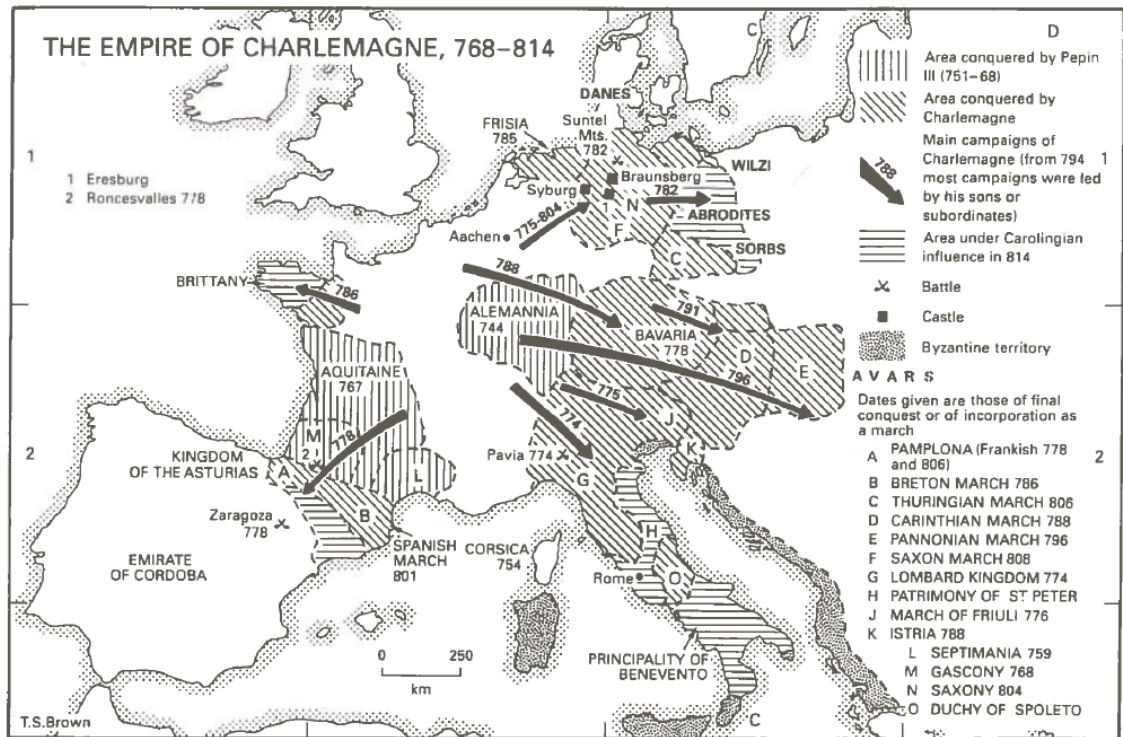 THE EMPIRE OF CHARLEMAGNE, 768–814
C
D
1
1 Eresburg
2 Roncesvalles 778
DANES
Suntel
Mts.
782
FRISIA
785
WILZI
Braunsberg
782
Syburg
1
N
ABRODITES
775-804
F
Aachen
SORBS
C
788
BRITTANY
786
791
ALEMANNIA
744
BAVARIA
778
D
E
796
AQUITAINE
767
775
J
774
K
M
2
778
KINGDOM
OF THE ASTURIAS
Pavia 774
2
A
L
G
B
Zaragoza
778
H
SPANISH
MARCH
801
CORSICA
754
EMIRATE
OF CORDOBA
Rome
O
0 250
km
PRINCIPALITY OF
BENEVENTO
T.S.Brown
C
Area conquered by Pepin
III (751–68)
Area conquered by
Charlemagne
788
Main campaigns of
Charlemagne (from 794
most campaigns were led
by his sons or
subordinates)
1
Area under Carolingian
influence in 814
Battle
Castle
Byzantine territory
AVARS
Dates given are those of final
conquest or of incorporation as
a march
2
A PAMPLONA (Frankish 778
and 806)
B BRETON MARCH 786
C THURINGIAN MARCH 806
D CARINTHIAN MARCH 788
E PANNONIAN MARCH 796
F SAXON MARCH 808
G LOMBARD KINGDOM 774
H PATRIMONY OF ST PETER
J MARCH OF FRIULI 776
K ISTRIA 788
L SEPTIMANIA 759
M GASCONY 768
N SAXONY 804
O DUCHY OF SPOLETO